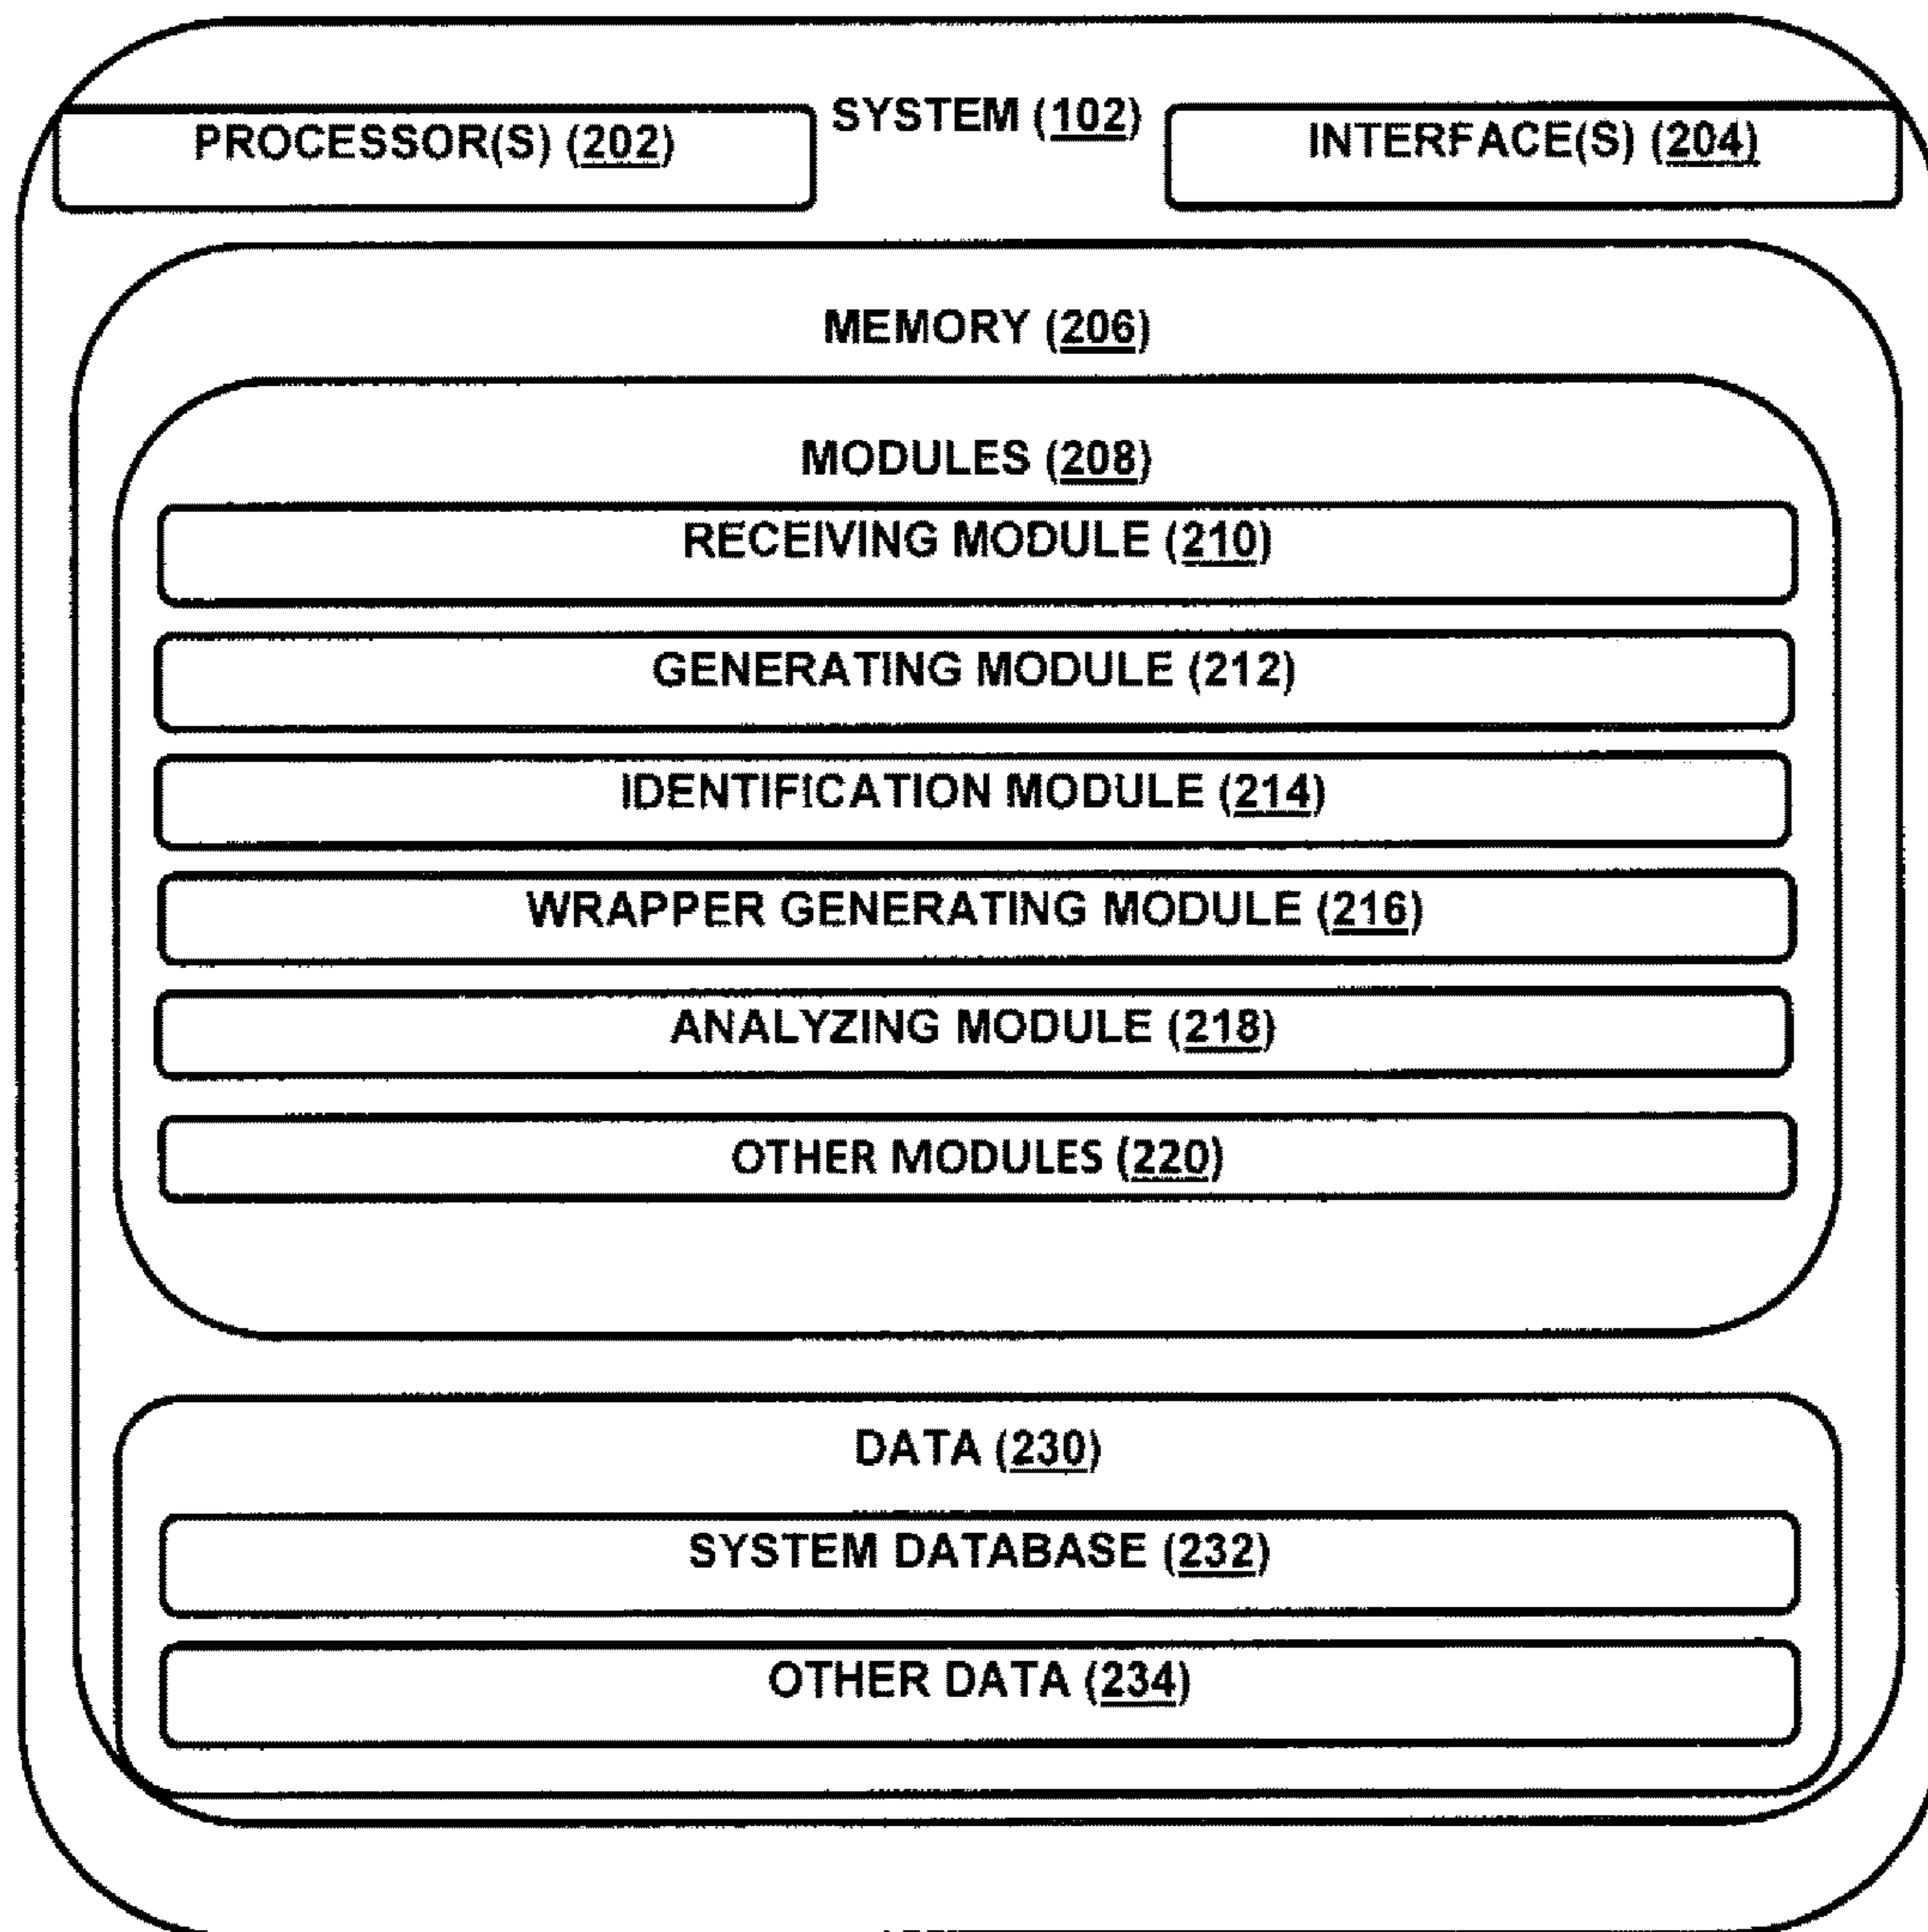 SYSTEM (102)
PROCESSOR(S) (202)
INTERFACE(S) (204)
MEMORY (206)
MODULES (208)
RECEIVING MODULE (210)
GENERATING MODULE (212)
IDENTIFICATION MODULE (214)
WRAPPER GENERATING MODULE (216)
ANALYZING MODULE (218)
OTHER MODULES (220)
DATA (230)
SYSTEM DATABASE (232)
OTHER DATA (234)